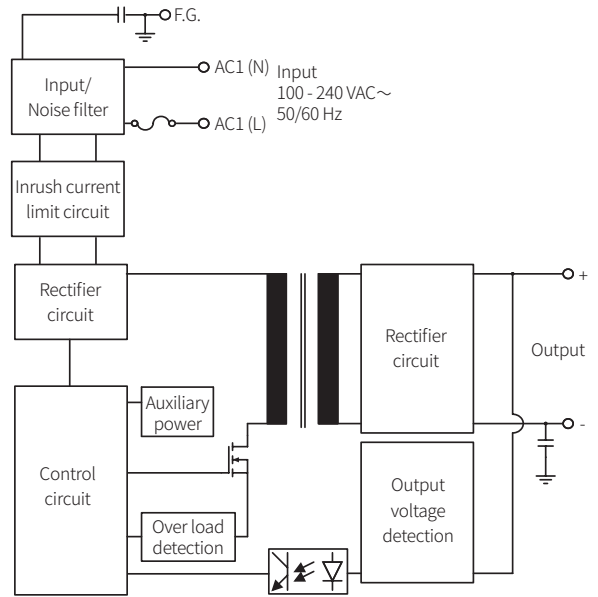 F.G.
AC1 (N)
Input
100 - 240 VAC～
50/60 Hz
AC1 (L)
Input/
Noise filter
Inrush current
limit circuit
Rectifier
circuit
Rectifier
circuit
+
Output
-
Auxiliary
power
Control
circuit
Over load
detection
Output
voltage
detection